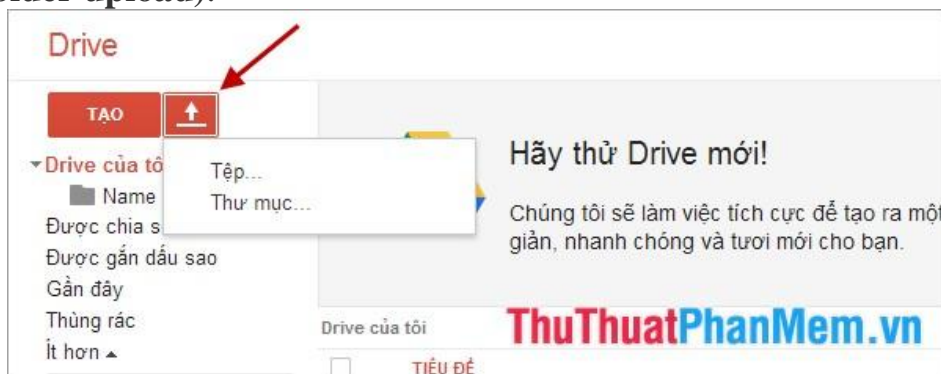 older upload).
Drive
TẠO
Drive của tô
Tệp...
Name
Thư mục...
Được chia s
Được gắn dấu sao
Gần đây
Thùng rác
Ít hơn
Hãy thử Drive mới!
Chúng tôi sẽ làm việc tích cực để tạo ra một
giản, nhanh chóng và tươi mới cho bạn.
Drive của tôi
ThuThuatPhanMem.vn
TIÊU ĐỀ